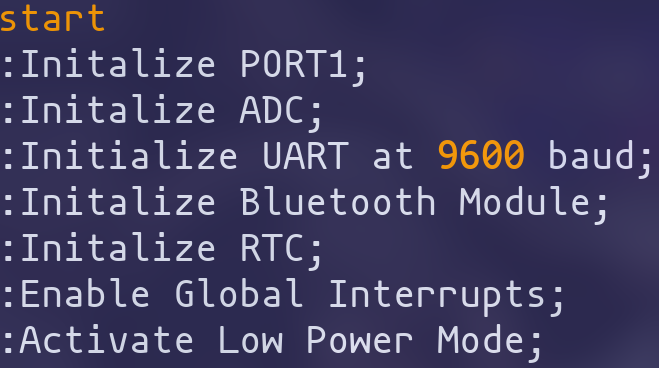 start
:Initalize PORT1;
:Initalize ADC;
:Initialize UART at 9600 baud;
:Initalize Bluetooth Module;
:Initalize RTC;
:Enable Global Interrupts;
:Activate Low Power Mode;